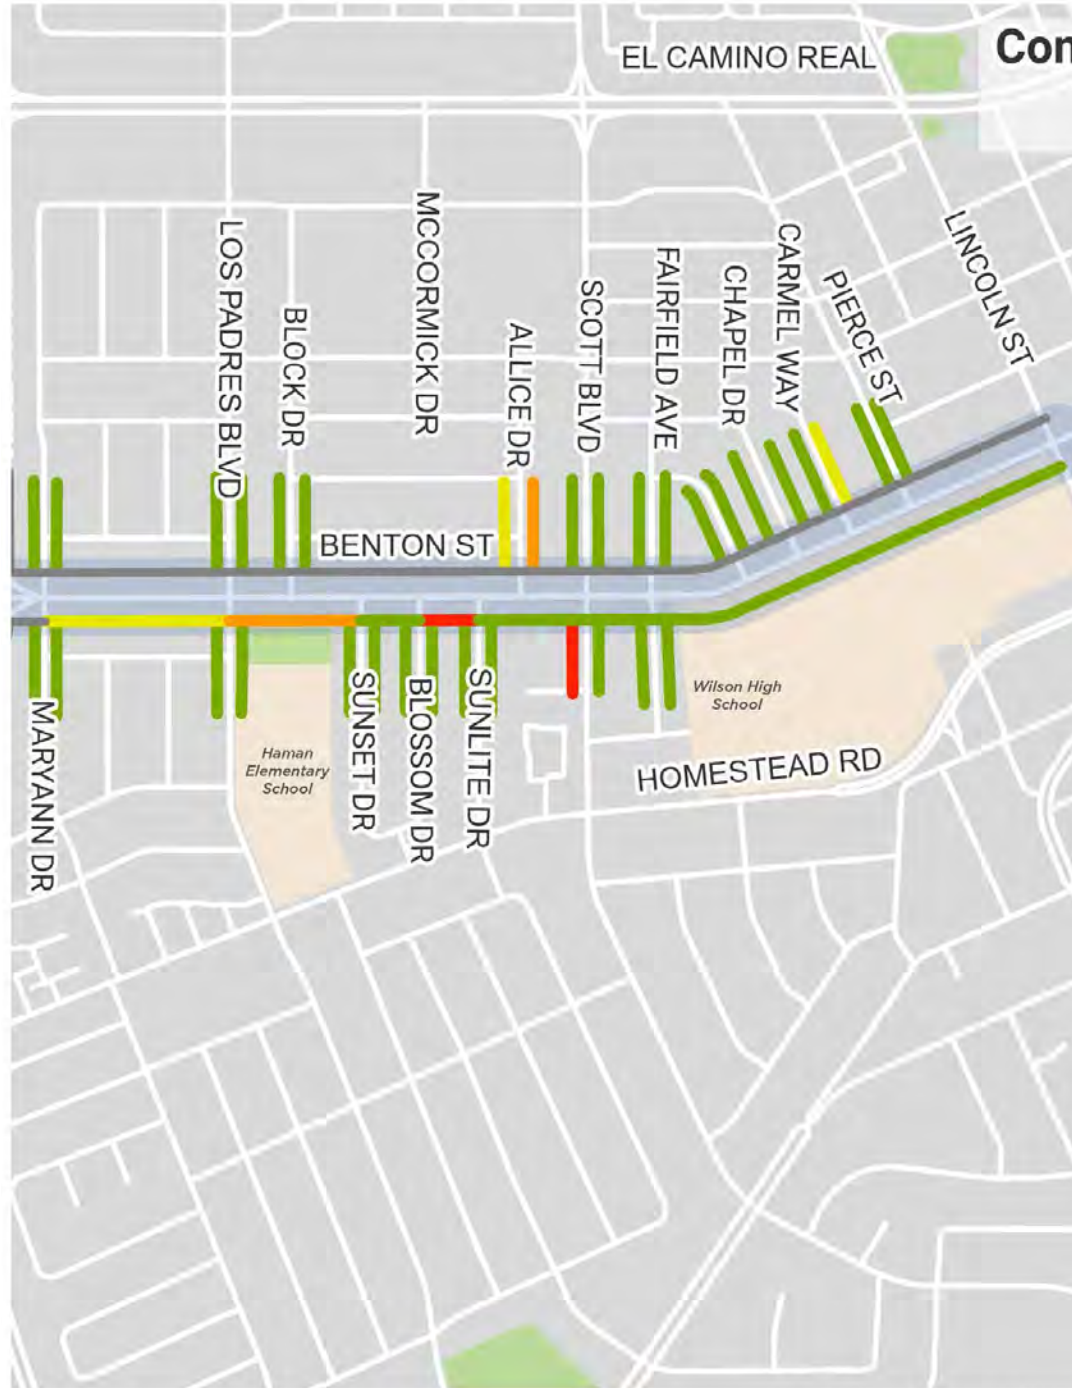 EL CAMINO REAL
Con
LOS PADRES BLVD
BLOCK DR
MCCORMICK DR
ALLICE DR
SCOTT BLVD
FAIRFIELD AVE
CHAPEL DR
CARMEL WAY
PIERCE ST
LINCOLN ST
BENTON ST
MARYANN DR
Haman
Elementary
School
SUNSET DR
BLOSSOM DR
SUNLITE DR
Wilson High
School
HOMESTEAD RD